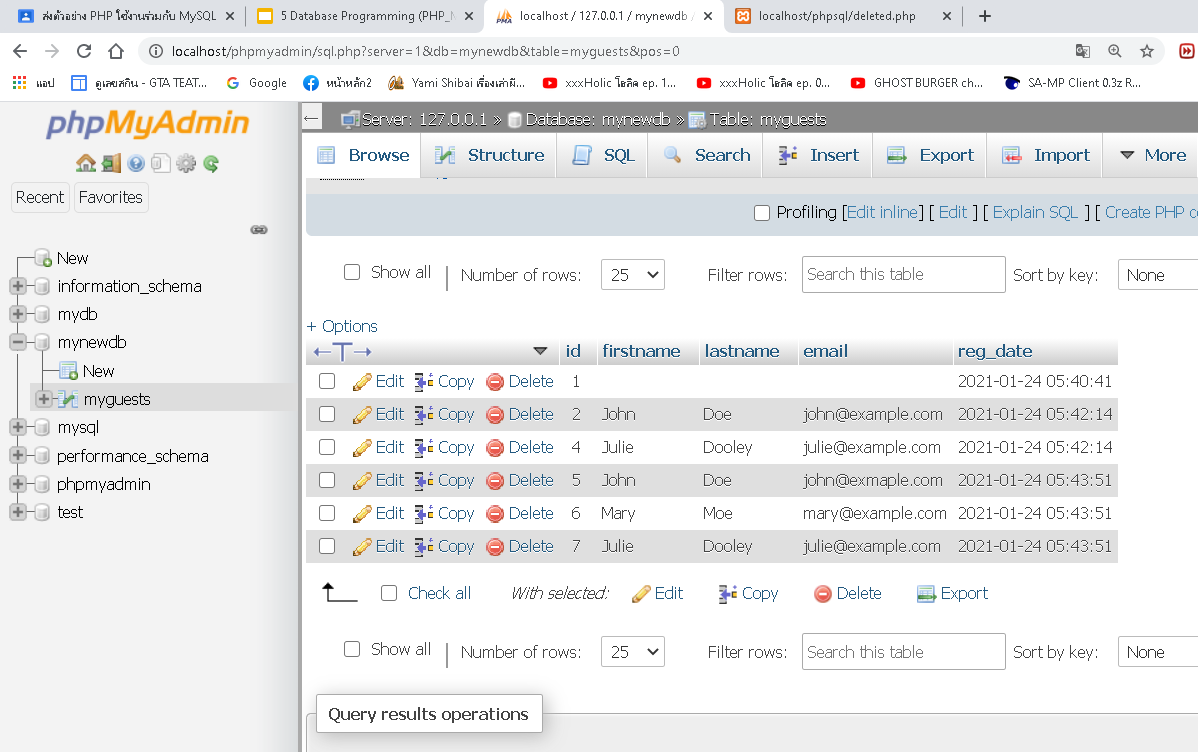 ส่งตัวอย่าง PHP ใช้งานร่วมกับ MySQL
5 Database Programming (PHP_M
localhost / 127.0.0.1 / mynewdb /
localhost/phpsql/deleted.php
localhost/phpmyadmin/sql.php?server=1&db=mynewdb&table=myguests&pos=0
แอป
ดูเลยสกิน - GTA TEAT...
Google
หน้าหลัก2
Yami Shibai เรื่องเล่าผี...
xxxHolic โฮลิค ep. 1...
xxxHolic โฮลิค ep. 0...
GHOST BURGER ch...
SA-MP Client 0.3z R...
phpMyAdmin
Recent
Favorites
New
information_schema
mydb
mynewdb
New
myguests
mysql
performance_schema
phpmyadmin
test
Server: 127.0.0.1 » Database: mynewdb » Table: myguests
Browse Structure SQL Search Insert Export Import More
Profiling [Edit inline] [ Edit ] [ Explain SQL ] [ Create PHP co
Show all Number of rows: 25 Filter rows: Search this table Sort by key: None
+ Options
id firstname lastname email reg_date
Edit Copy Delete 1 2021-01-24 05:40:41
Edit Copy Delete 2 John Doe john@example.com 2021-01-24 05:42:14
Edit Copy Delete 4 Julie Dooley julie@example.com 2021-01-24 05:42:14
Edit Copy Delete 5 John Doe john@exmaple.com 2021-01-24 05:43:51
Edit Copy Delete 6 Mary Moe mary@example.com 2021-01-24 05:43:51
Edit Copy Delete 7 Julie Dooley julie@example.com 2021-01-24 05:43:51
Check all With selected: Edit Copy Delete Export
Show all Number of rows: 25 Filter rows: Search this table Sort by key: None
Query results operations